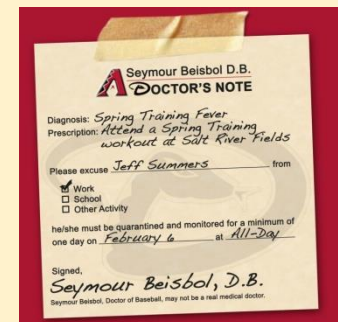 Seymour Beisbol D.B.
DOCTOR'S NOTE
Diagnosis: Spring Training Fever
Prescription: Attend a Spring Training
workout at Salt River Fields
Please excuse Jeff Summers from
Work
School
Other Activity
he/she must be quarantined and monitored for a minimum of
one day on February 6 at All-Day
Signed,
Seymour Beisbol, D.B.
Seymour Beisbol, Doctor of Baseball, may not be a real medical doctor.